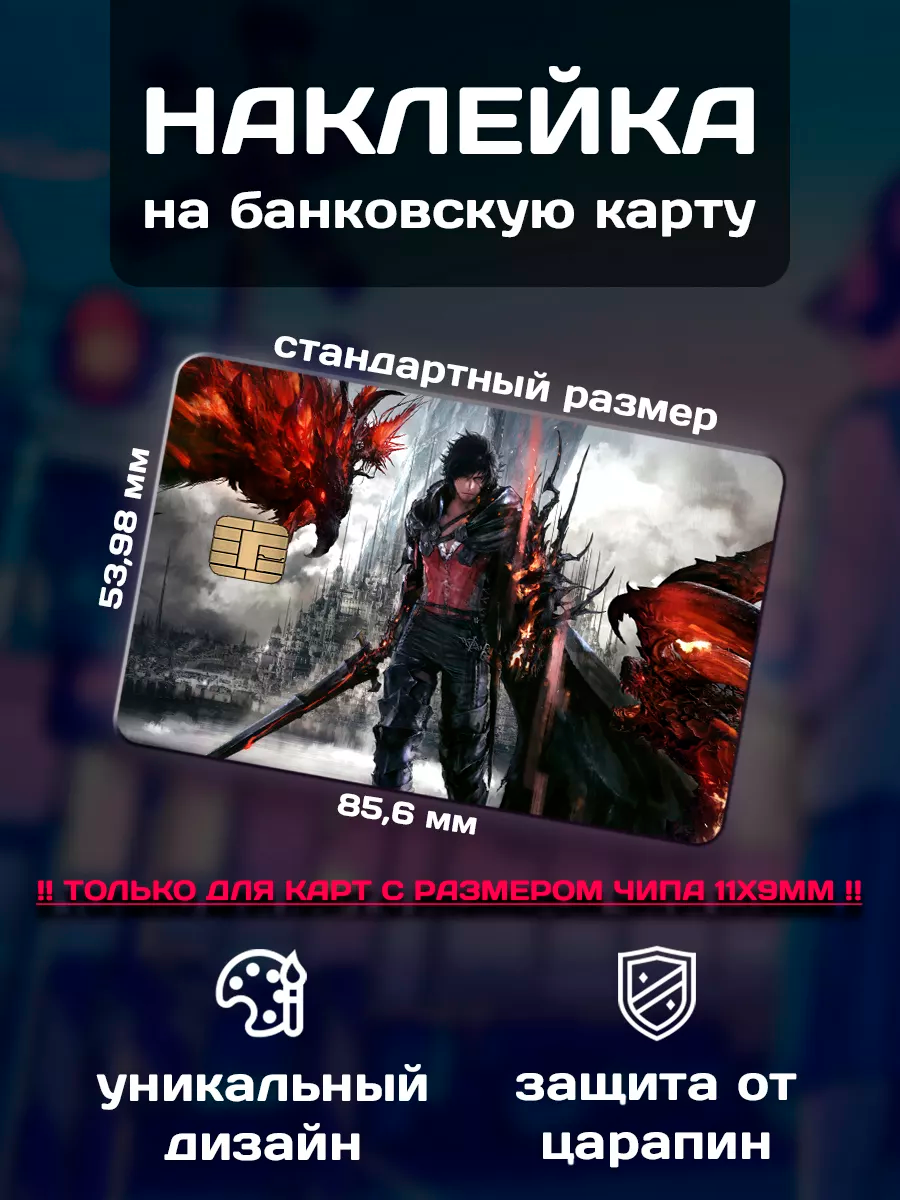 НАКЛЕЙКА
на банковскую карту
стандартный размер
53,98 мм
85,6 мм
!! ТОЛЬКО ДЛЯ КАРТ С РАЗМЕРОМ ЧИПА 11Х9ММ !!
уникальный
дизайн
защита от
царапин